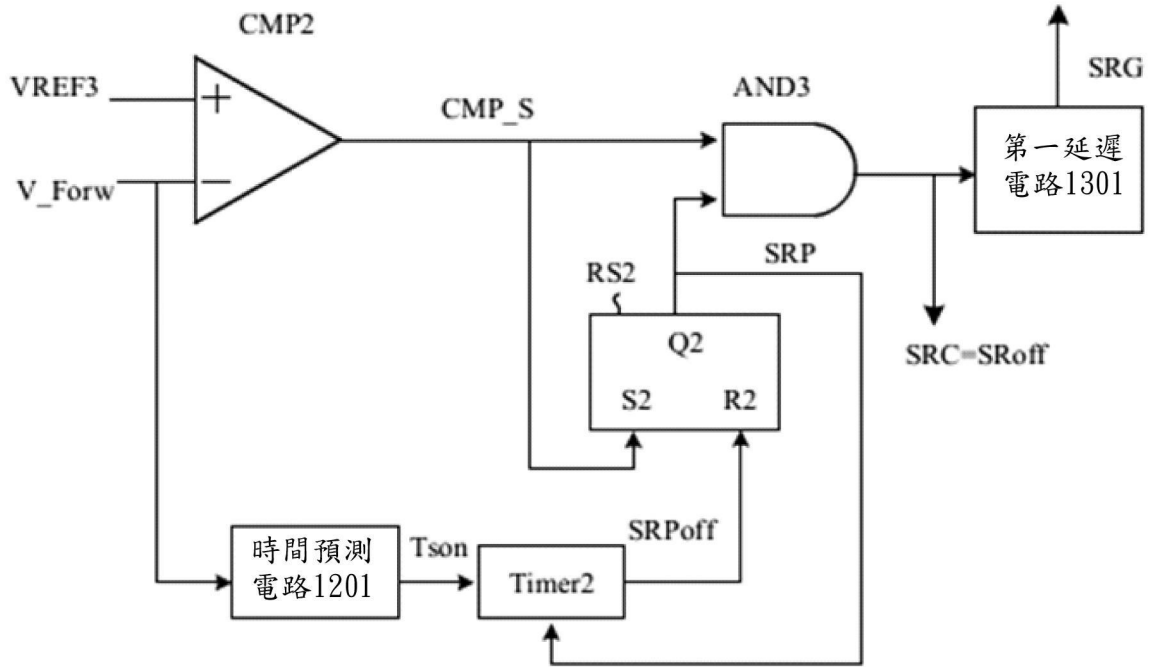 CMP2
VREF3
+
V_Forw
−
CMP_S
AND3
SRG
第一延遲
電路1301
SRP
RS2
Q2
S2 R2
SRC=SRoff
時間預測
電路1201
Tson
Timer2
SRPoff